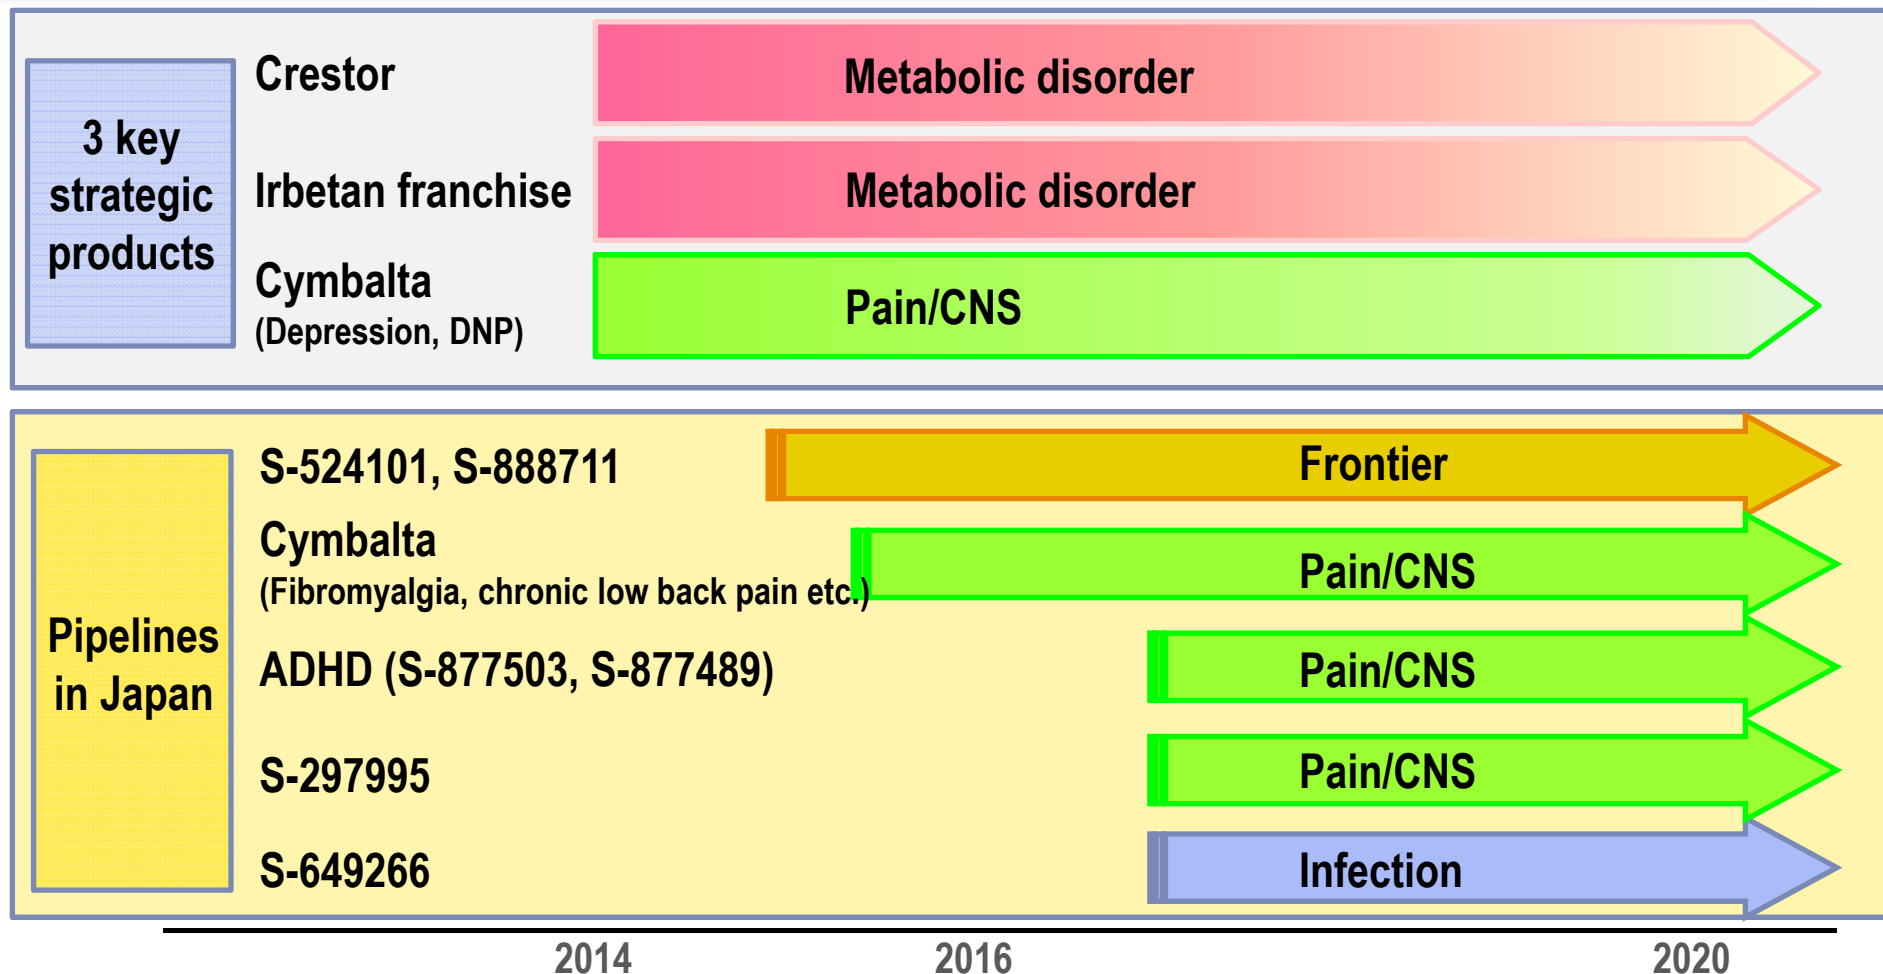 3 key
strategic
products
Crestor
Metabolic disorder
Irbetan franchise
Metabolic disorder
Cymbalta
(Depression, DNP)
Pain/CNS
Pipelines
in Japan
S-524101, S-888711
Frontier
Cymbalta
(Fibromyalgia, chronic low back pain etc.)
Pain/CNS
ADHD (S-877503, S-877489)
Pain/CNS
S-297995
Pain/CNS
S-649266
Infection
2014
2016
2020